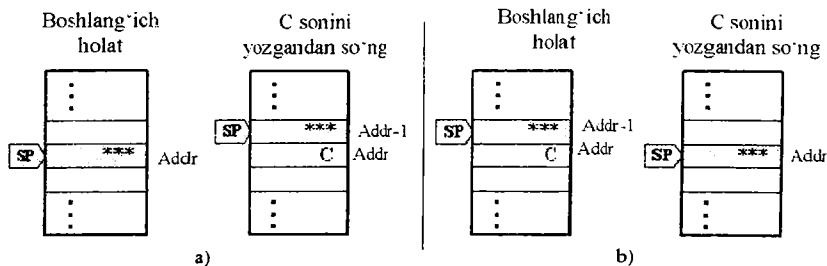 Boshlang'ich
holat
SP
***
Addr
C sonini
yozgandan so'ng
SP
***
Addr-1
C
Addr
a)
Boshlang'ich
holat
SP
***
Addr-1
C
Addr
C sonini
yozgandan so'ng
SP
***
Addr
b)